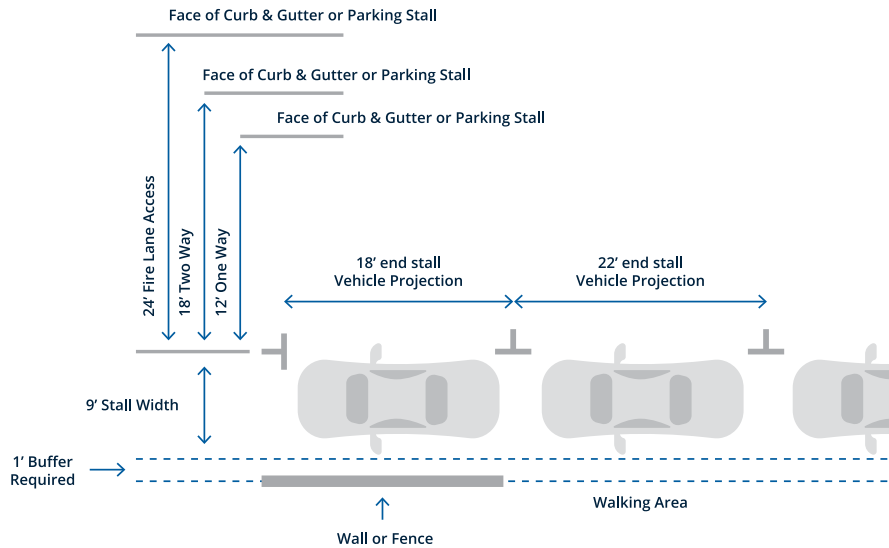 Face of Curb & Gutter or Parking Stall
Face of Curb & Gutter or Parking Stall
Face of Curb & Gutter or Parking Stall
24’ Fire Lane Access
18’ Two Way
12’ One Way
18’ end stall
Vehicle Projection
22’ end stall
Vehicle Projection
9’ Stall Width
1’ Buffer
Required
Walking Area
Wall or Fence